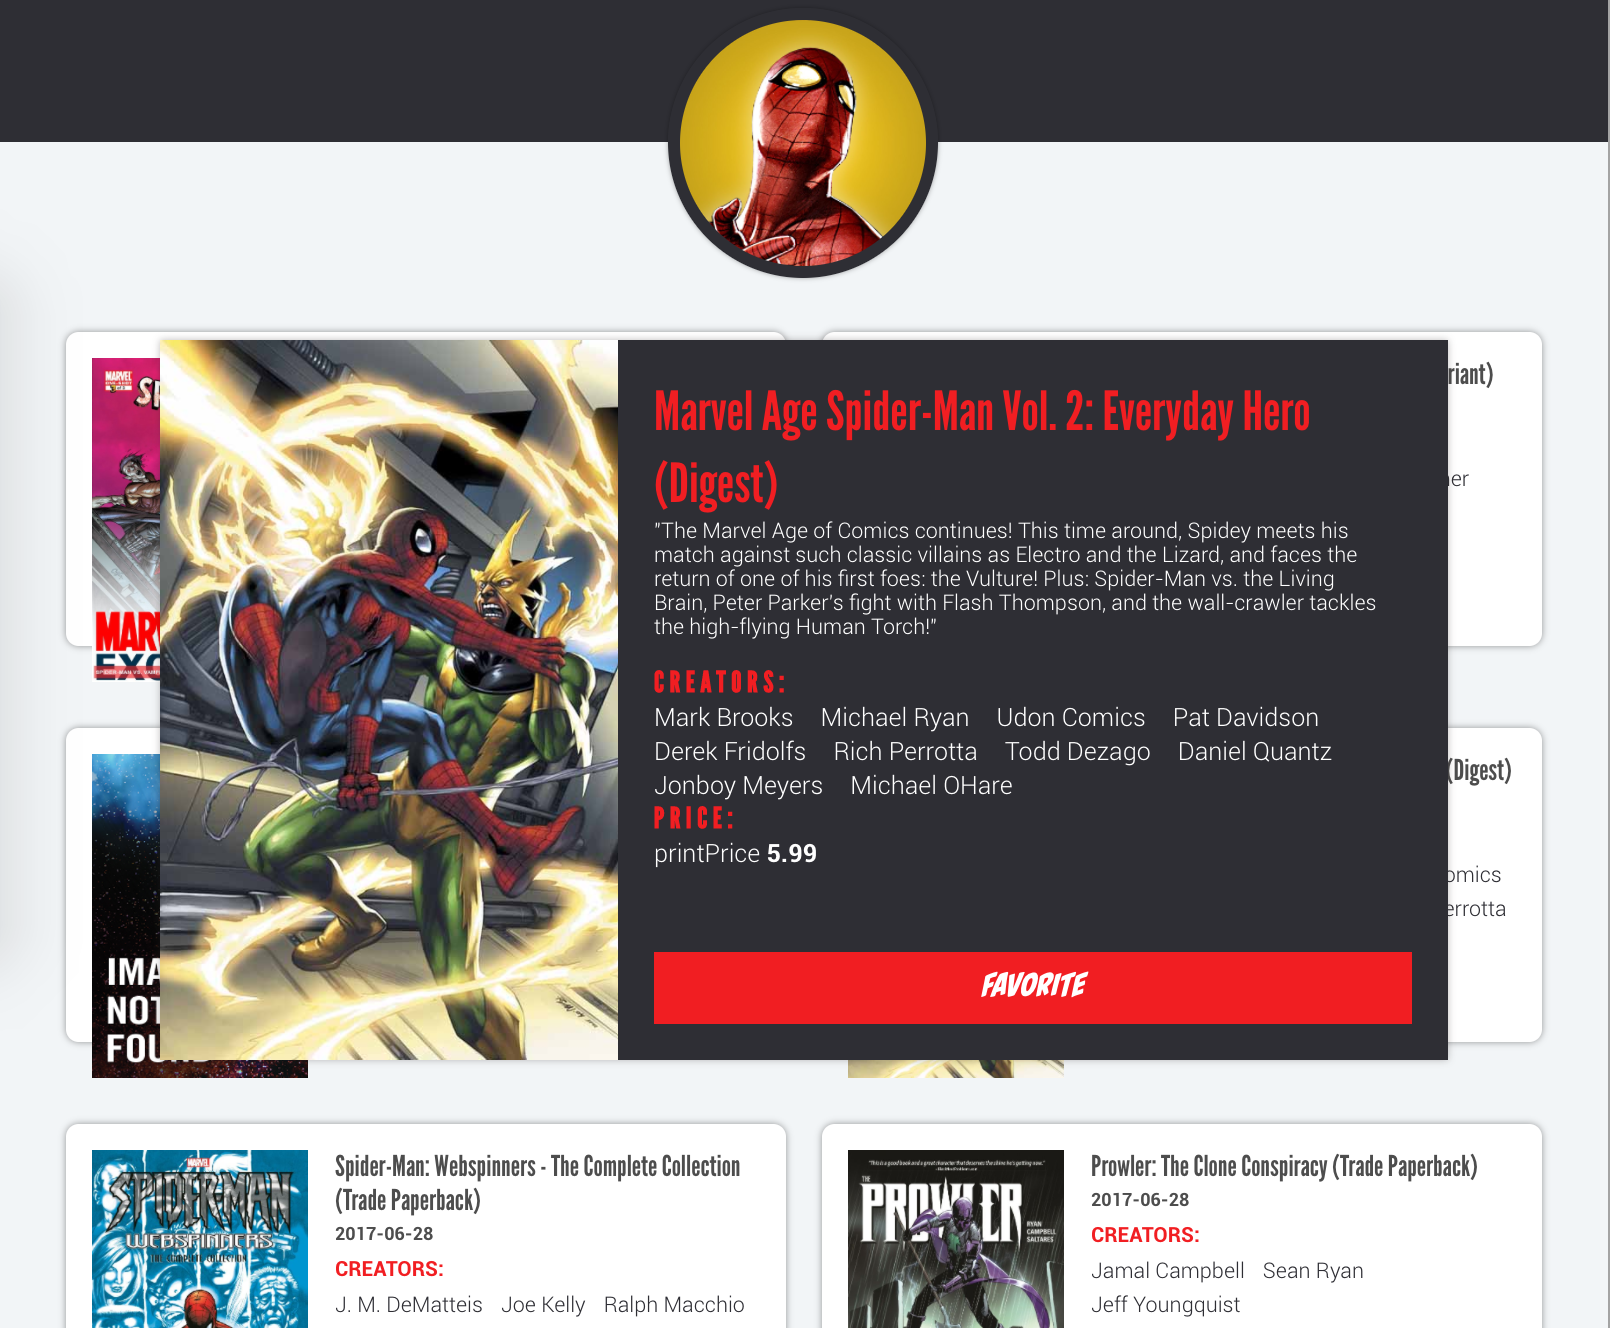 MARVEL
SP
riant)
Marvel Age Spider-Man Vol. 2: Everyday Hero
(Digest)
ner
"The Marvel Age of Comics continues! This time around, Spidey meets his
match against such classic villains as Electro and the Lizard, and faces the
return of one of his first foes: the Vulture! Plus: Spider-Man vs. the Living
Brain, Peter Parker's fight with Flash Thompson, and the wall-crawler tackles
the high-flying Human Torch!"
MAR
EXC
CREATORS:
Mark Brooks Michael Ryan Udon Comics Pat Davidson
Derek Fridolfs Rich Perrotta Todd Dezago Daniel Quantz
Jonboy Meyers Michael OHare
(Digest)
PRICE:
printPrice 5.99
omics
errotta
IMA
NOT
FOUND
FAVORITE
MARVEL
SPIDER-MAN
WEBSPINNERS
THE COMPLETE COLLECTION
Spider-Man: Webspinners - The Complete Collection
(Trade Paperback)
2017-06-28
CREATORS:
J. M. DeMatteis Joe Kelly Ralph Macchio
THE
PROWLER
RYAN
CAMPBELL
SALTARES
Prowler: The Clone Conspiracy (Trade Paperback)
2017-06-28
CREATORS:
Jamal Campbell Sean Ryan
Jeff Youngquist